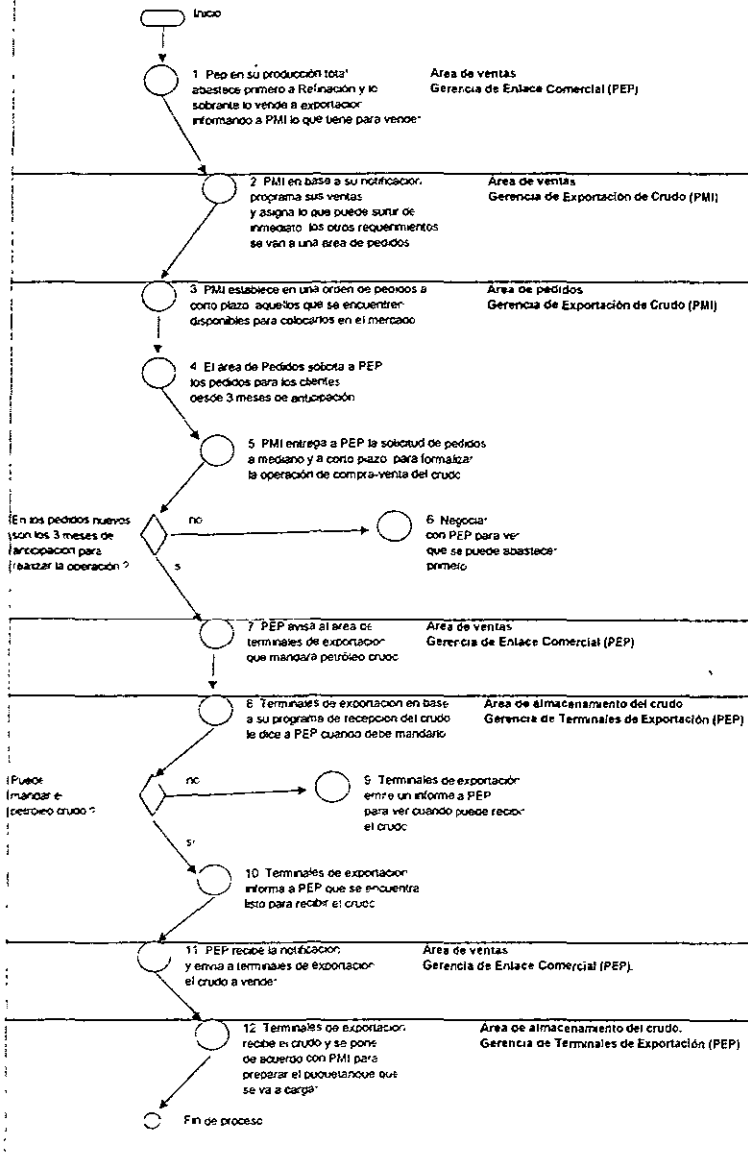 Inicio
1 Pep en su producción total
abastece primero a Refinación y lo
sobrante lo vende a exportación
informando a PMI lo que tiene para vender
Area de ventas
Gerencia de Enlace Comercial (PEP)
2 PMI en base a su notificación,
programa sus ventas
y asigna lo que puede surtir de
inmediato los otros requerimientos
se van a una area de pedidos
Area de ventas
Gerencia de Exportación de Crudo (PMI)
3 PMI establece en una orden de pedidos a
corto plazo aquellos que se encuentren
disponibles para colocarlos en el mercado
Área de pedidos
Gerencia de Exportación de Crudo (PMI)
4 El área de Pedidos solicita a PEP
los pedidos para los clientes
desde 3 meses de anticipación
5 PMI entrega a PEP la solicitud de pedidos
a mediano y a corto plazo para formalizar
la operación de compra-venta del crudo
En los pedidos nuevos
son los 3 meses de
anticipación para
realizar la operación ?
no
s
6 Negociar
con PEP para ver
que se puede abastecer
primero
7 PEP avisa al area de
terminales de exportación
que mandará petróleo crudo
Area de ventas
Gerencia de Enlace Comercial (PEP)
8 Terminales de exportacion en base
a su programa de recepción del crudo
le dice a PEP cuando debe mandarlo
Area de almacenamiento del crudo
Gerencia de Terminales de Exportación (PEP)
Puede
mandar e
petroleo crudo ?
no
si
9 Terminales de exportación
emite un informe a PEP
para ver cuando puede recibir
el crudo
10 Terminales de exportacion
informa a PEP que se encuentra
listo para recibir el crudo
11 PEP recibe la notificación
y envia a terminales de exportacion
el crudo a vender
Área de ventas
Gerencia de Enlace Comercial (PEP).
12 Terminales de exportacion,
recibe el crudo y se pone
de acuerdo con PMI para
preparar el puquetanque que
se va a cargar
Área de almacenamiento del crudo.
Gerencia de Terminales de Exportación (PEP)
Fin de proceso